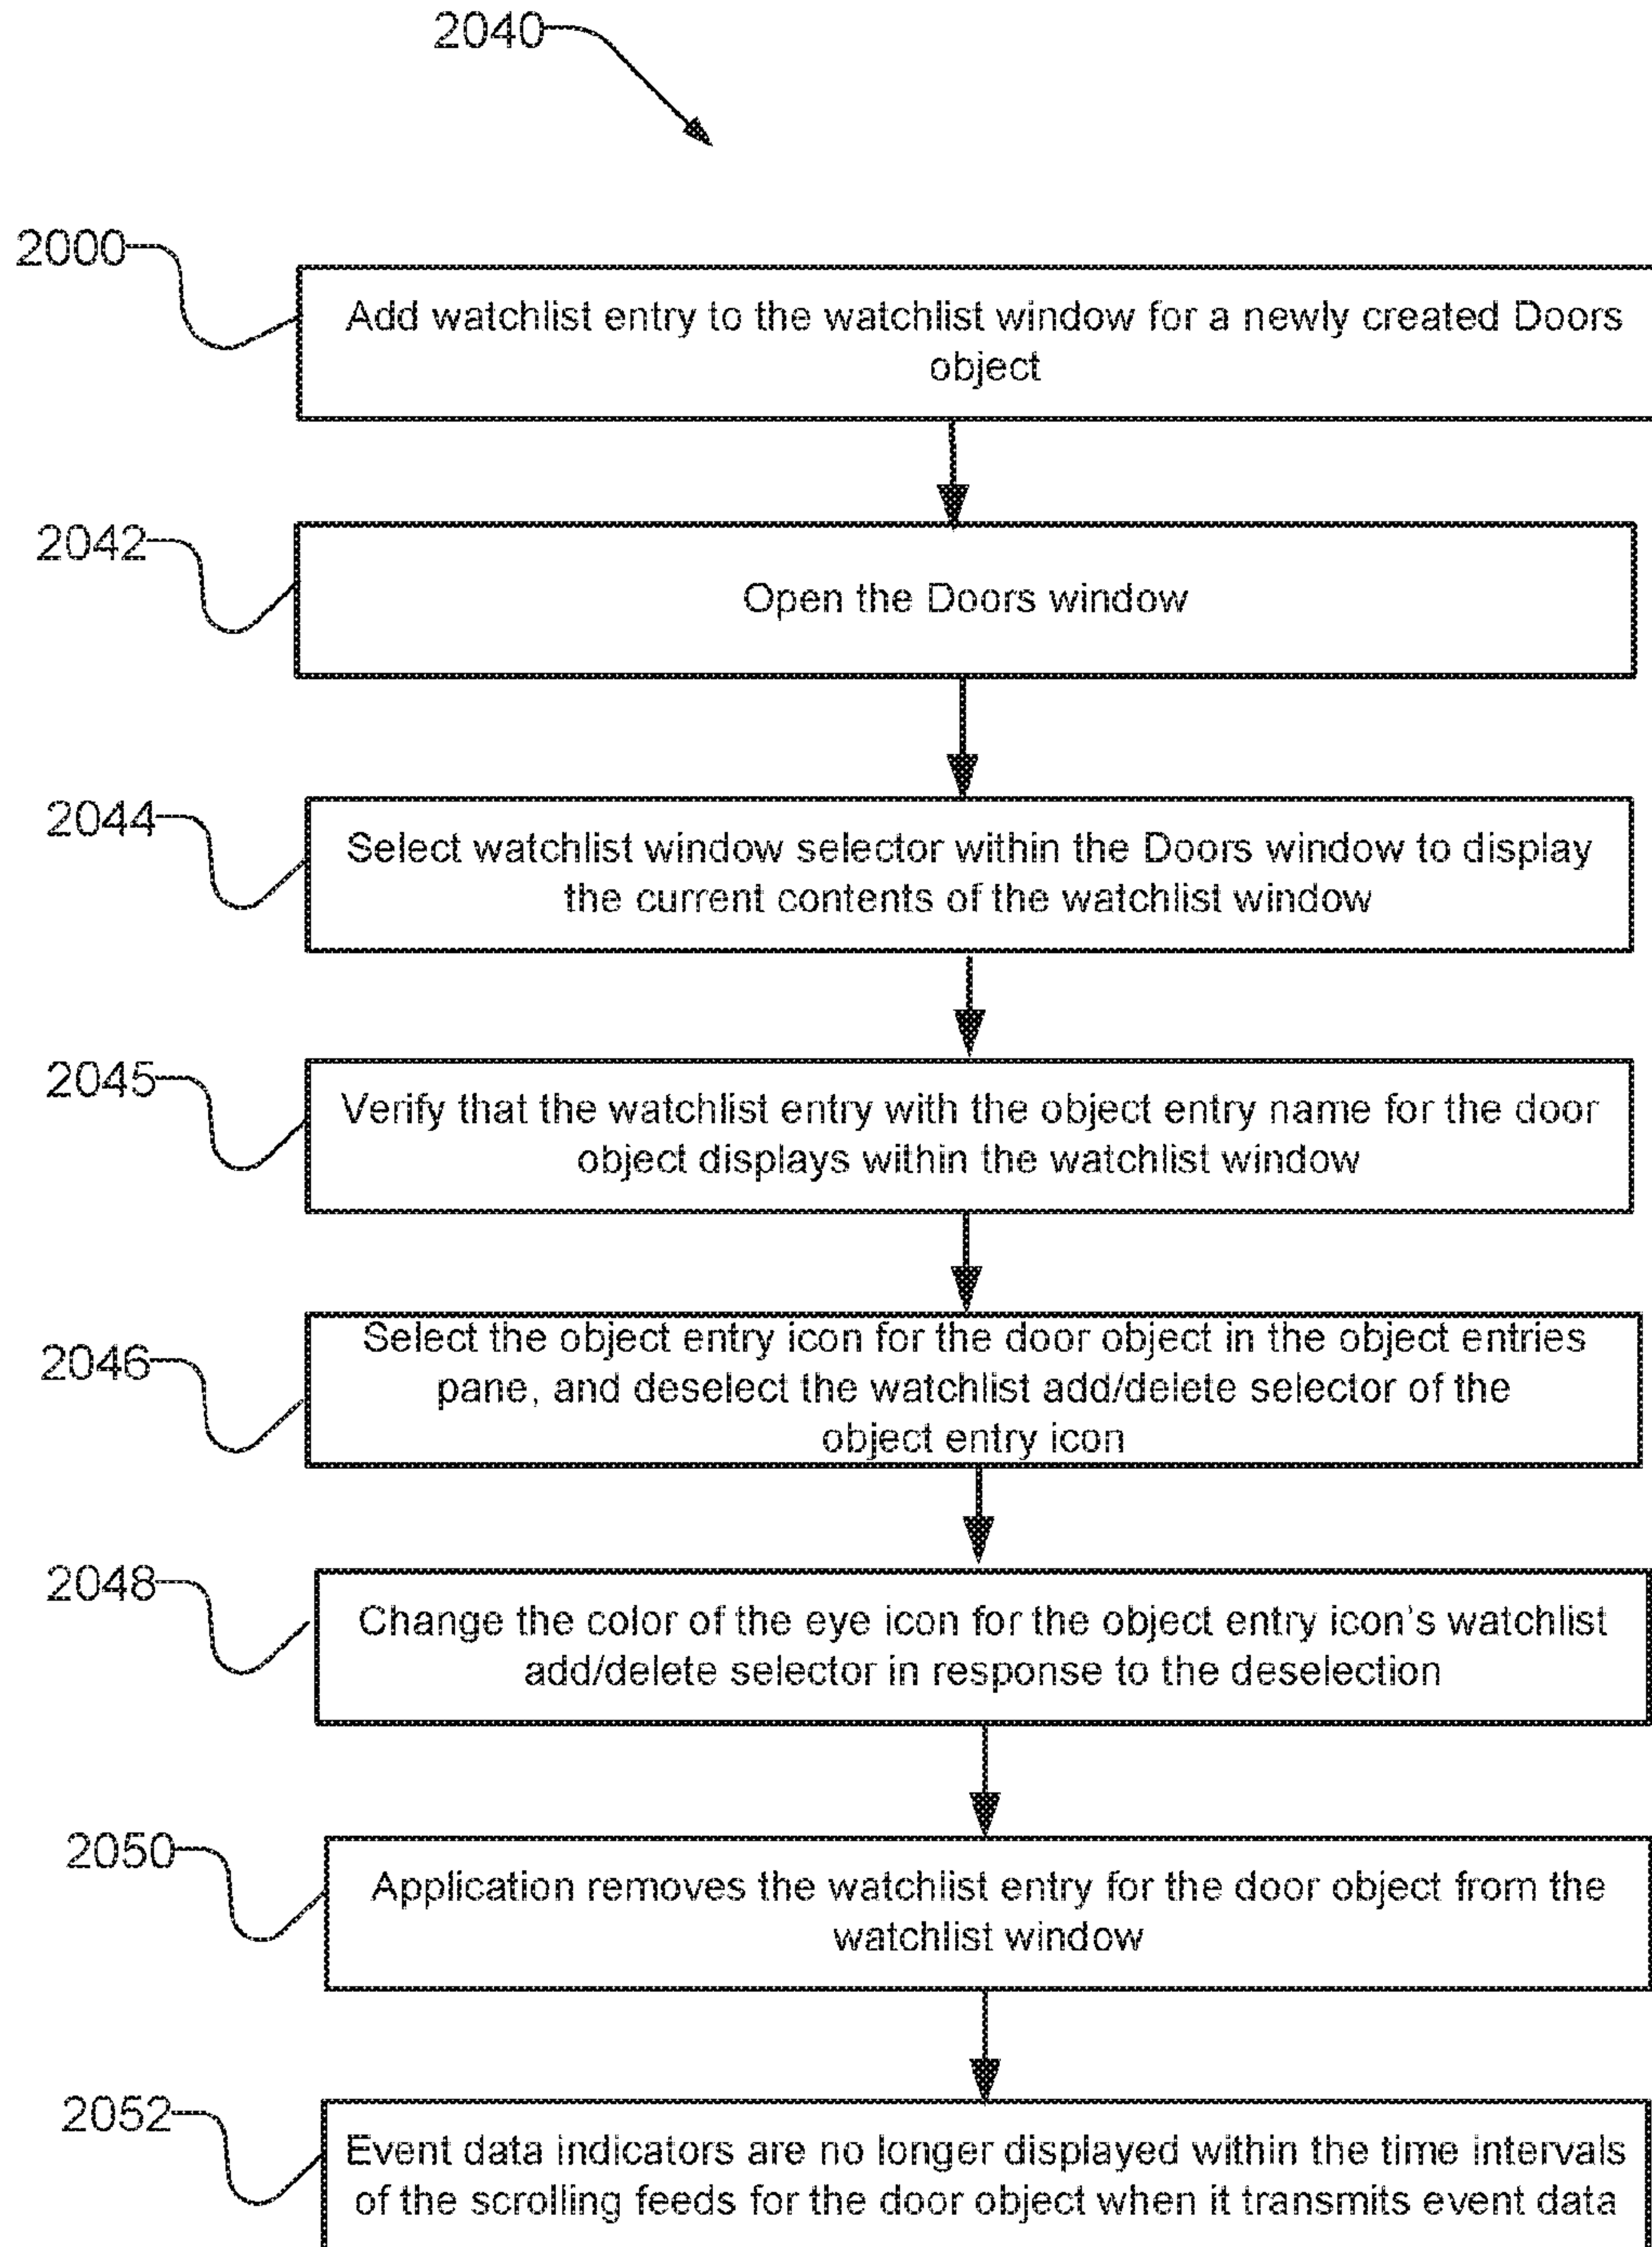 2040
2000
Add watchlist entry to the watchlist window for a newly created Doors
object
2042
Open the Doors window
2044
Select watchlist window selector within the Doors window to display
the current contents of the watchlist window
2045
Verify that the watchlist entry with the object entry name for the door
object displays within the watchlist window
2046
Select the object entry icon for the door object in the object entries
pane, and deselect the watchlist add/delete selector of the
object entry icon
2048
Change the color of the eye icon for the object entry icon's watchlist
add/delete selector in response to the deselection
2050
Application removes the watchlist entry for the door object from the
watchlist window
2052
Event data indicators are no longer displayed within the time intervals
of the scrolling feeds for the door object when it transmits event data